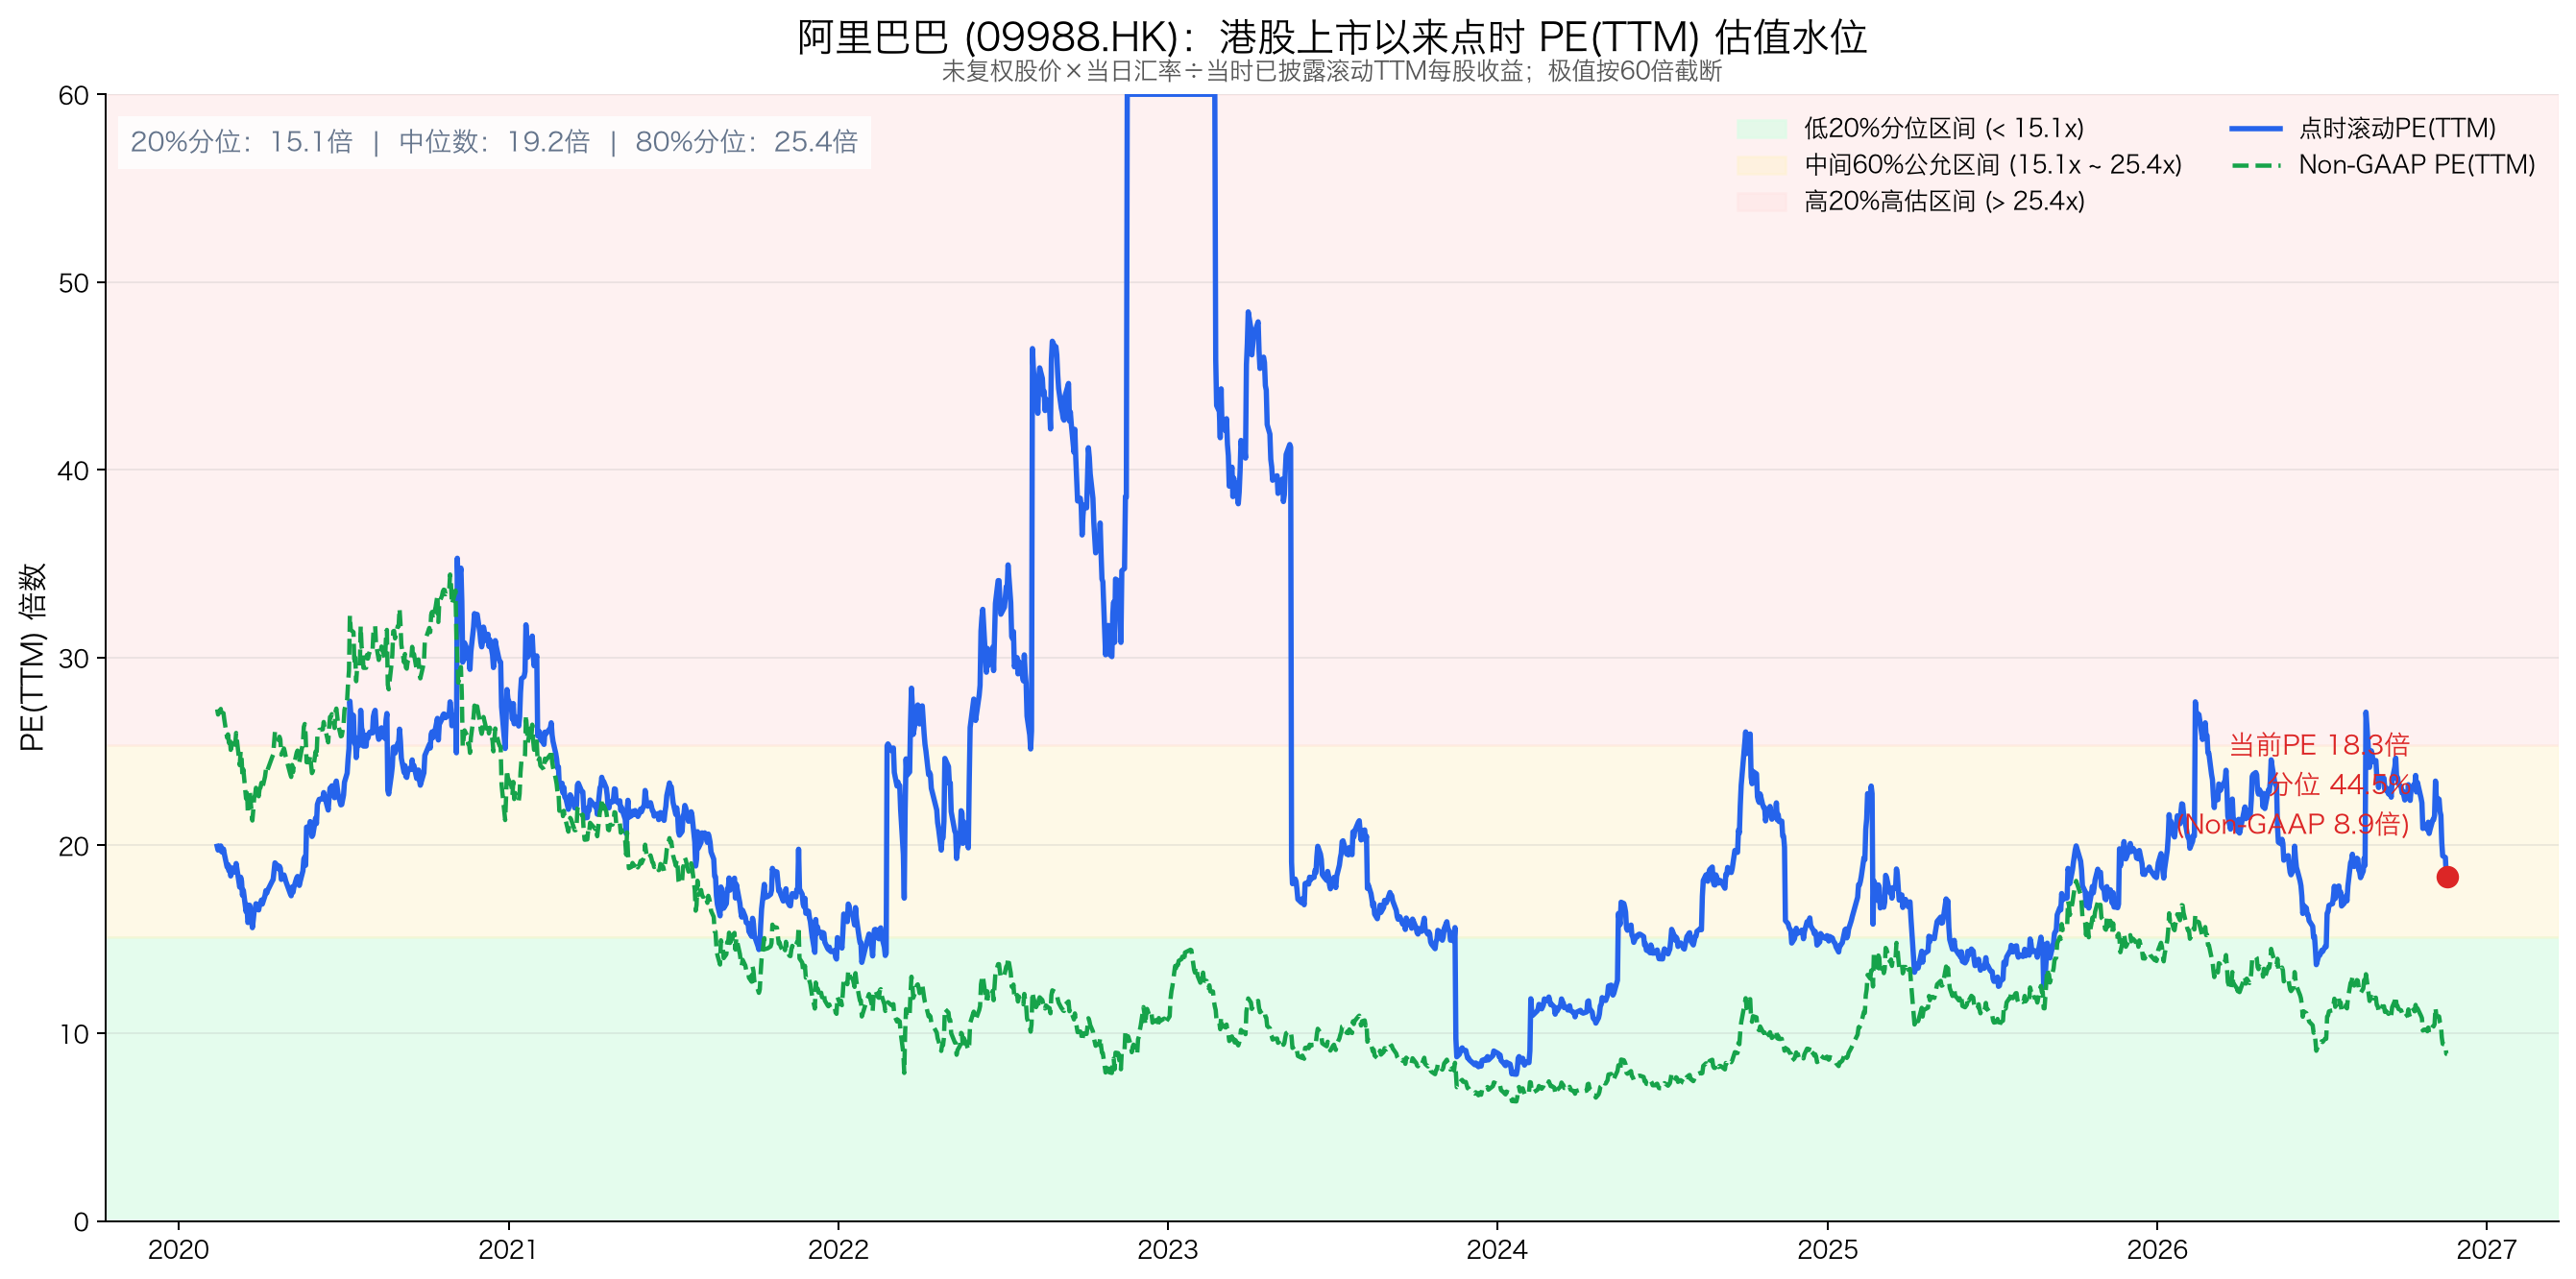 阿里巴巴 (09988.HK)：港股上市以来点时 PE(TTM) 估值水位
未复权股价×当日汇率÷当时已披露滚动TTM每股收益；极值按60倍截断
20%分位：15.1倍 | 中位数：19.2倍 | 80%分位：25.4倍
低20%分位区间 (< 15.1x)
中间60%公允区间 (15.1x ~ 25.4x)
高20%高估区间 (> 25.4x)
点时滚动PE(TTM)
Non-GAAP PE(TTM)
PE(TTM) 倍数
60
50
40
30
20
10
0
当前PE 18.3倍
分位 44.5%
(Non-GAAP 8.9倍)
2020
2021
2022
2023
2024
2025
2026
2027